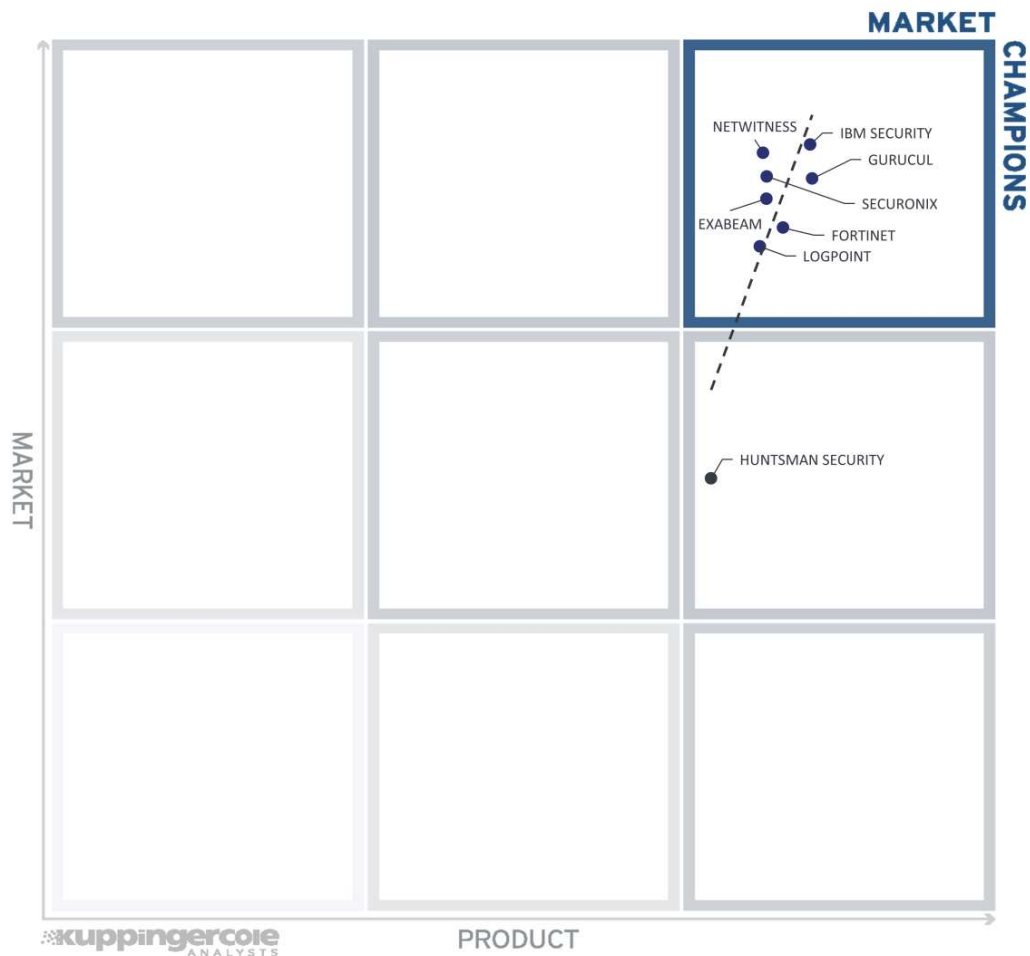 MARKET
CHAMPIONS
NETWITNESS
IBM SECURITY
GURUCUL
SECURONIX
EXABEAM
FORTINET
LOGPOINT
HUNTSMAN SECURITY
MARKET
kuppingercole
ANALYSTS
PRODUCT